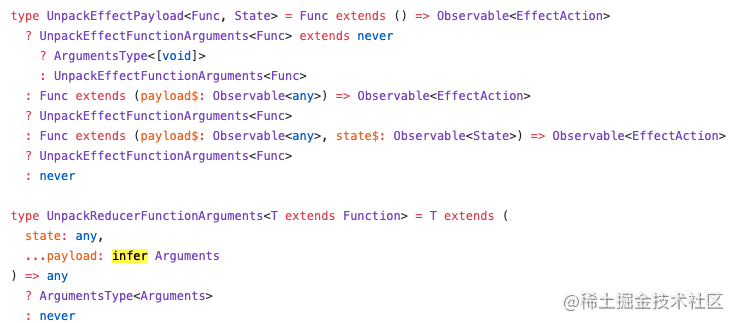 type UnpackEffectPayload<Func, State> = Func extends () => Observable<EffectAction>
  ? UnpackEffectFunctionArguments<Func> extends never
    ? ArgumentsType<[void]>
    : UnpackEffectFunctionArguments<Func>
  : Func extends (payload$: Observable<any>) => Observable<EffectAction>
  ? UnpackEffectFunctionArguments<Func>
  : Func extends (payload$: Observable<any>, state$: Observable<State>) => Observable<EffectAction>
  ? UnpackEffectFunctionArguments<Func>
  : never

type UnpackReducerFunctionArguments<T extends Function> = T extends (
  state: any,
  ...payload: infer Arguments
) => any
  ? ArgumentsType<Arguments>
  : never
@稀土掘金技术社区